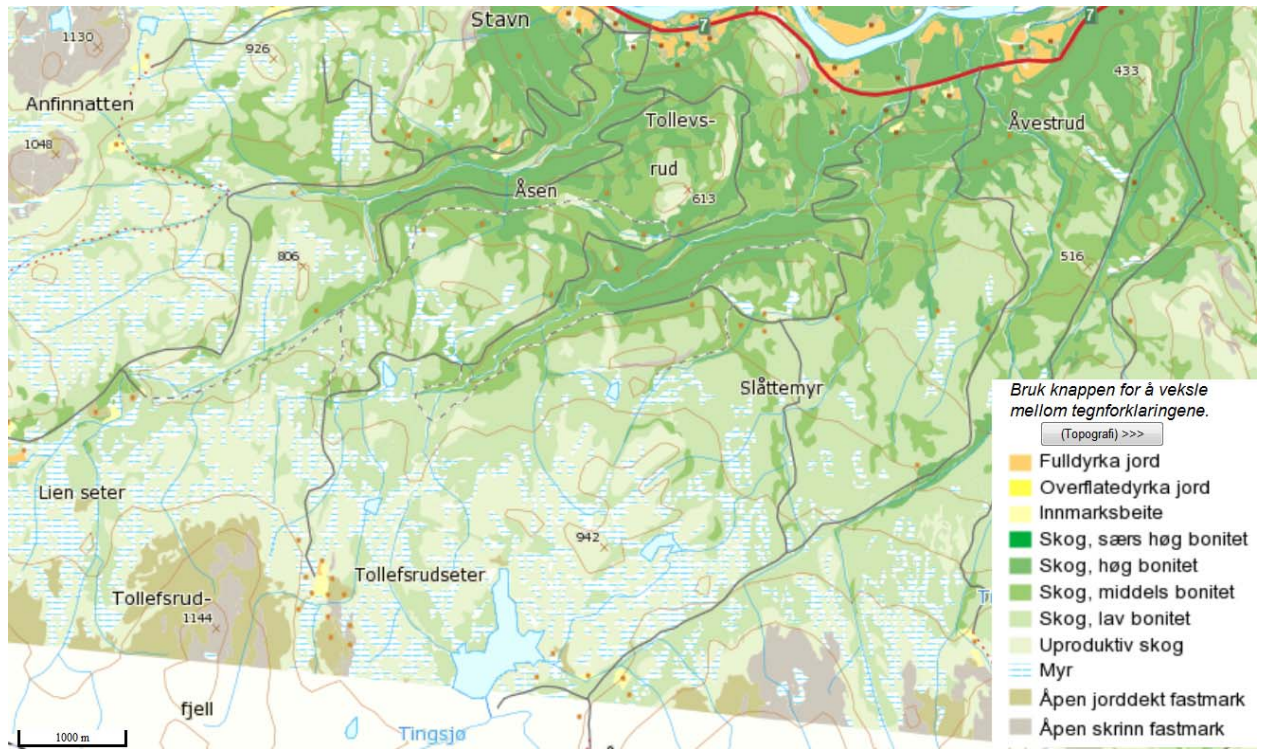 Stavn
7
7
1130
926
433
Anfinnatten
Tollevs-
rud
Åvestrud
1048
Åsen
613
806
516
Slåttemyr
Lien seter
942
Tollefsrudseter
Tollefsrud-
1144
fjell
Tingsjø
1000 m
Bruk knappen for å veksle
mellom tegnforklaringene.
(Topografi) >>>
Fulldyrka jord
Overflatedyrka jord
Innmarksbeite
Skog, særs høg bonitet
Skog, høg bonitet
Skog, middels bonitet
Skog, lav bonitet
Uproduktiv skog
Myr
Åpen jorddekt fastmark
Åpen skrinn fastmark